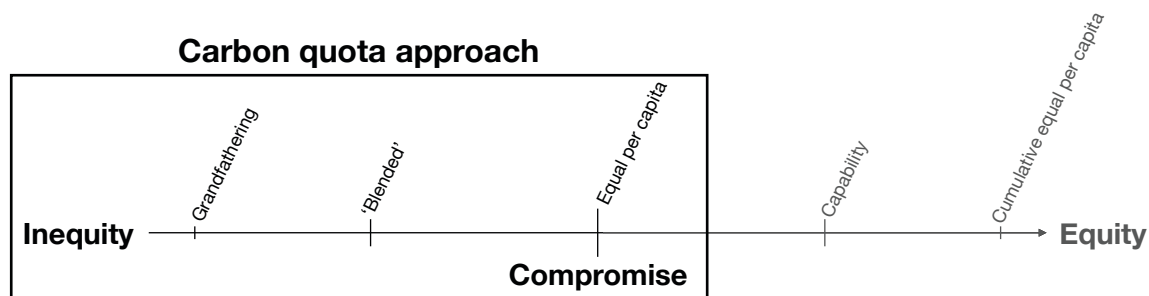 Carbon quota approach
Grandfathering
'Blended'
Equal per capita
Capability
Cumulative equal per capita
Inequity
Equity
Compromise